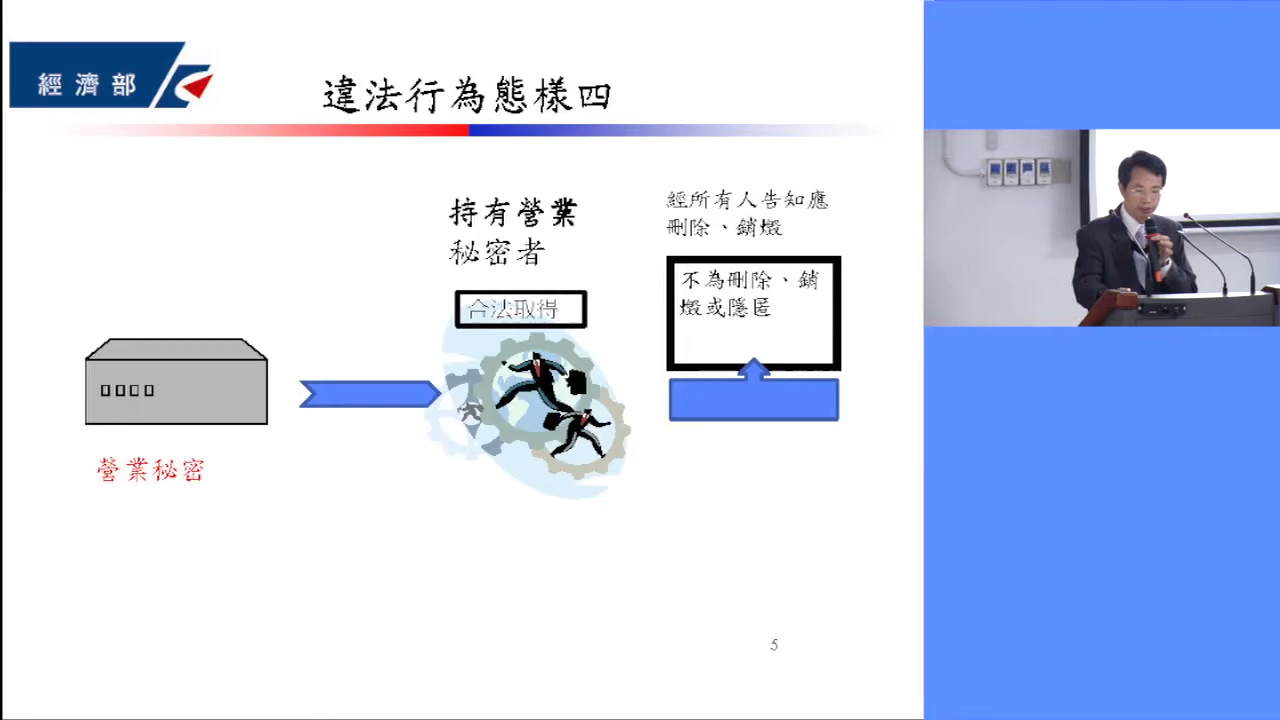 經濟部
違法行為態樣四
持有營業
秘密者
合法取得
經所有人告知應
刪除、銷燬
不為刪除、銷
燬或隱匿
營業秘密
5